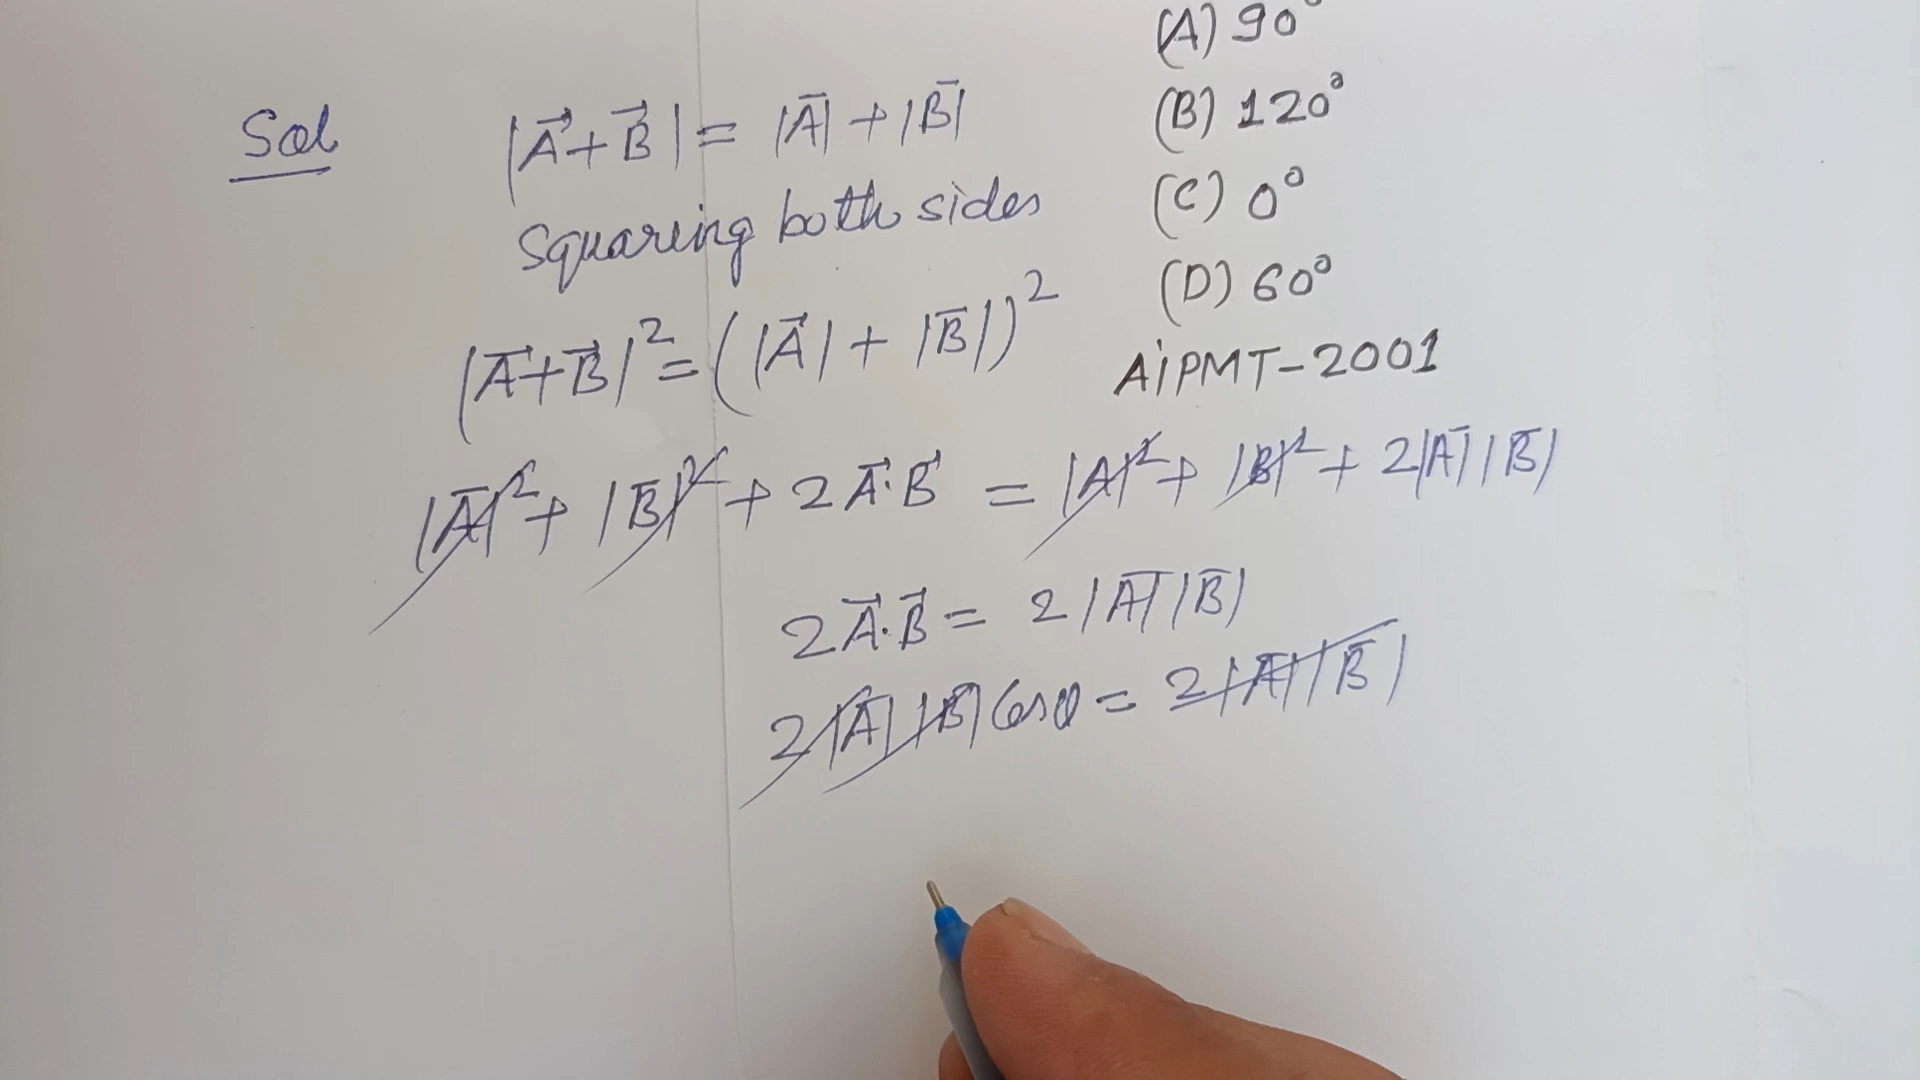 (A) 90°
(B) 120°
(C) 0°
(D) 60°
AiPMT-2001
Sol |A⃗+B⃗| = |A̅|+|B̅|
Squaring both sides
|A⃗+B⃗|² = (|A⃗|+|B̅|)²
|A̅|²+|B̅|²+2A⃗·B⃗ = |A|²+|B|²+2|A̅||B̅|
2A⃗·B⃗ = 2|A̅||B̅|
2|A̅||B̅|Cosθ = 2|A̅||B̅|